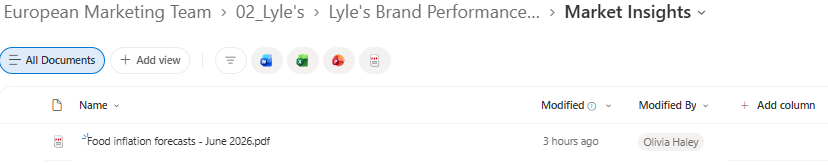 European Marketing Team > 02_Lyle's > Lyle's Brand Performance... > Market Insights
All Documents + Add view
Name Modified Modified By + Add column
Food inflation forecasts - June 2026.pdf 3 hours ago Olivia Haley